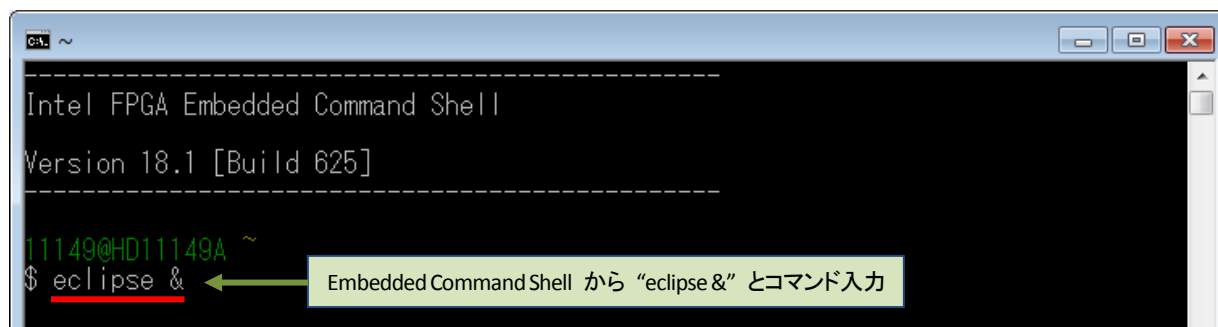 ~
------------------------------------------------
Intel FPGA Embedded Command Shell
Version 18.1 [Build 625]
------------------------------------------------
11149@HD11149A ~
$ eclipse &
Embedded Command Shell から “eclipse &” とコマンド入力